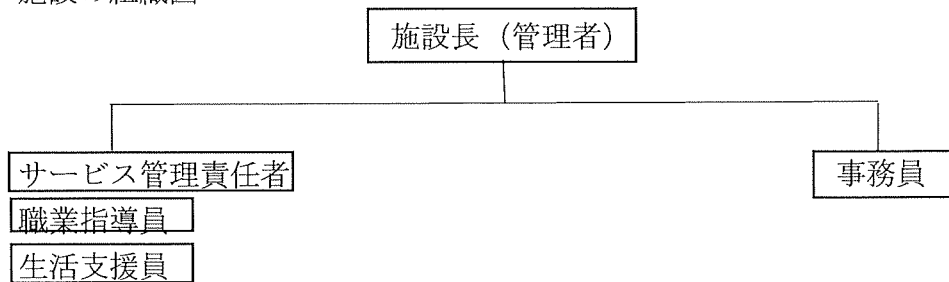 施設長（管理者）
サービス管理責任者
事務員
職業指導員
生活支援員